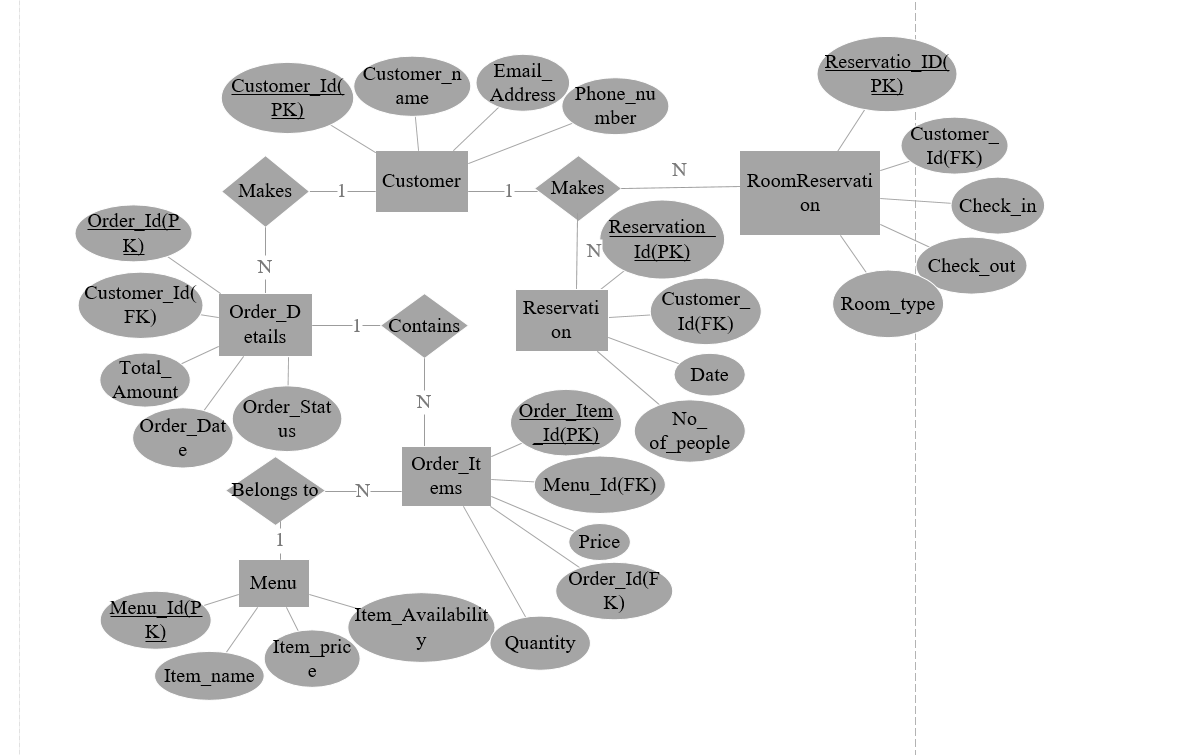 Reservatio_ID(
PK)
Customer_Id(
PK)
Customer_n
ame
Email_
Address
Phone_nu
mber
Customer_
Id(FK)
Makes
1
Customer
1
Makes
N
RoomReservati
on
Check_in
Order_Id(P
K)
N
N
Reservation_
Id(PK)
Check_out
Customer_Id(
FK)
Order_D
etails
1
Contains
Reservati
on
Customer_
Id(FK)
Room_type
Total_
Amount
Date
Order_Dat
e
Order_Stat
us
N
Order_Item
_Id(PK)
No_
of_people
Belongs to
N
Order_It
ems
Menu_Id(FK)
1
Price
Menu
Order_Id(F
K)
Menu_Id(P
K)
Item_name
Item_pric
e
Item_Availabilit
y
Quantity